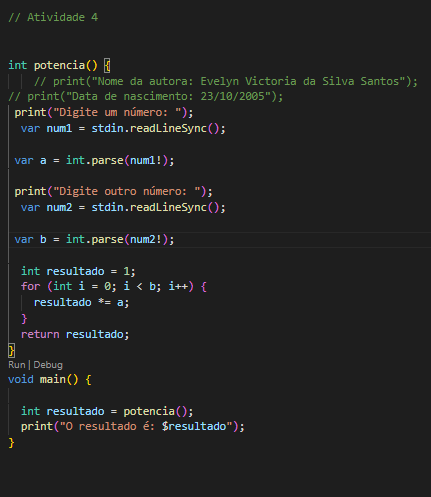 // Atividade 4
int potencia() {
// print("Nome da autora: Evelyn Victoria da Silva Santos");
// print("Data de nascimento: 23/10/2005");
print("Digite um número: ");
var num1 = stdin.readLineSync();
var a = int.parse(num1!);
print("Digite outro número: ");
var num2 = stdin.readLineSync();
var b = int.parse(num2!);
int resultado = 1;
for (int i = 0; i < b; i++) {
resultado *= a;
}
return resultado;
}
Run | Debug
void main() {
int resultado = potencia();
print("O resultado é: $resultado");
}